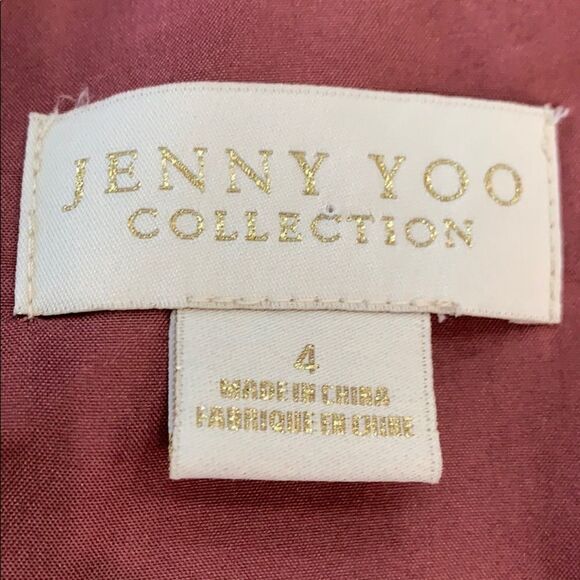 JENNY YOO
COLLECTION
4
MADE IN CHINA
FABRIQUE EN CHINE